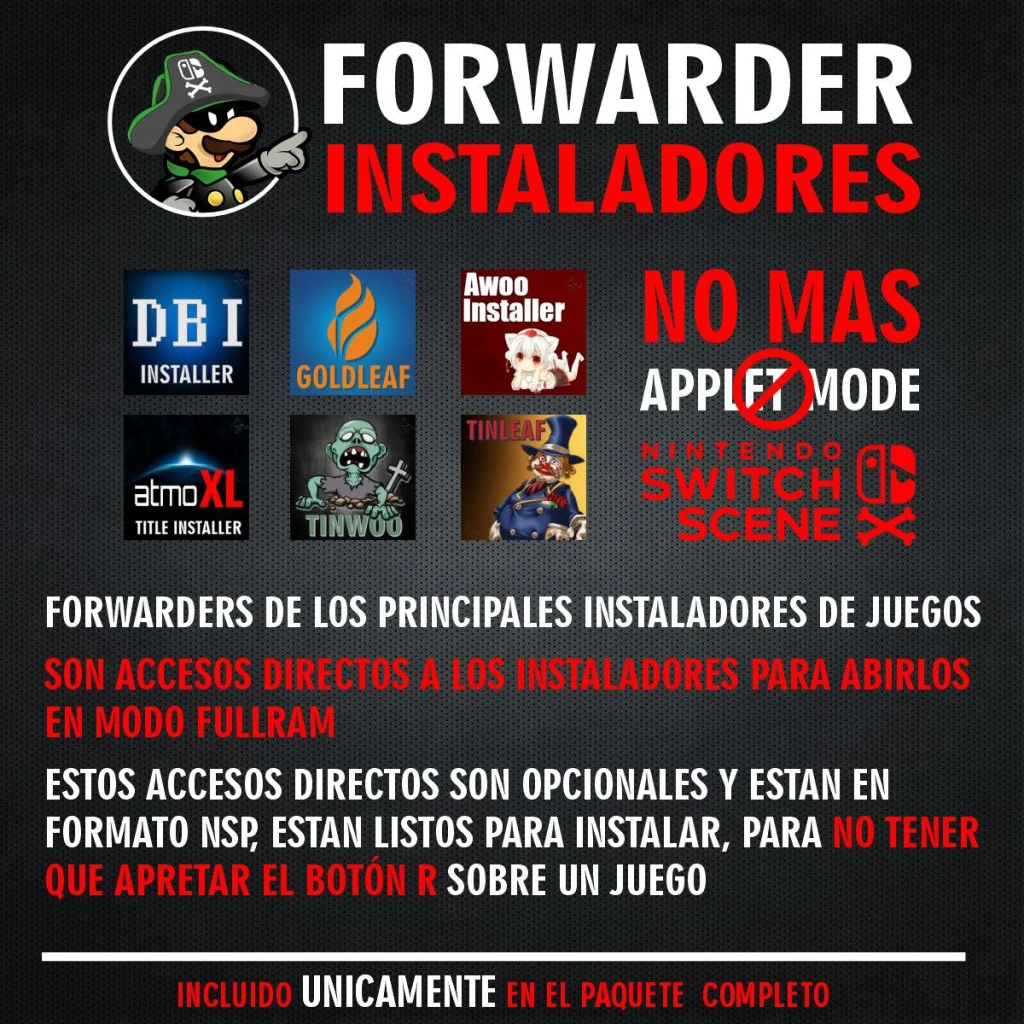 FORWARDER
INSTALADORES
DBI
INSTALLER
GOLDLEAF
Awoo
Installer
NO MAS
APPLET MODE
atmoXL
TITLE INSTALLER
TINWOO
TINLEAF
NINTENDO
SWITCH
SCENE
FORWARDERS DE LOS PRINCIPALES INSTALADORES DE JUEGOS
SON ACCESOS DIRECTOS A LOS INSTALADORES PARA ABIRLOS
EN MODO FULLRAM
ESTOS ACCESOS DIRECTOS SON OPCIONALES Y ESTAN EN
FORMATO NSP, ESTAN LISTOS PARA INSTALAR, PARA NO TENER
QUE APRETAR EL BOTÓN R SOBRE UN JUEGO
INCLUIDO UNICAMENTE EN EL PAQUETE COMPLETO